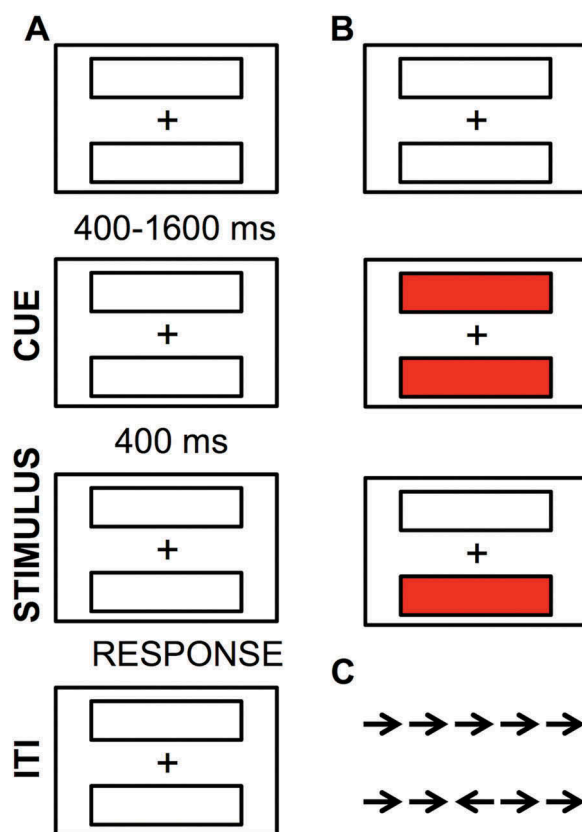 A
B
+
+
400-1600 ms
CUE
+
+
400 ms
STIMULUS
+
+
RESPONSE
C
ITI
+